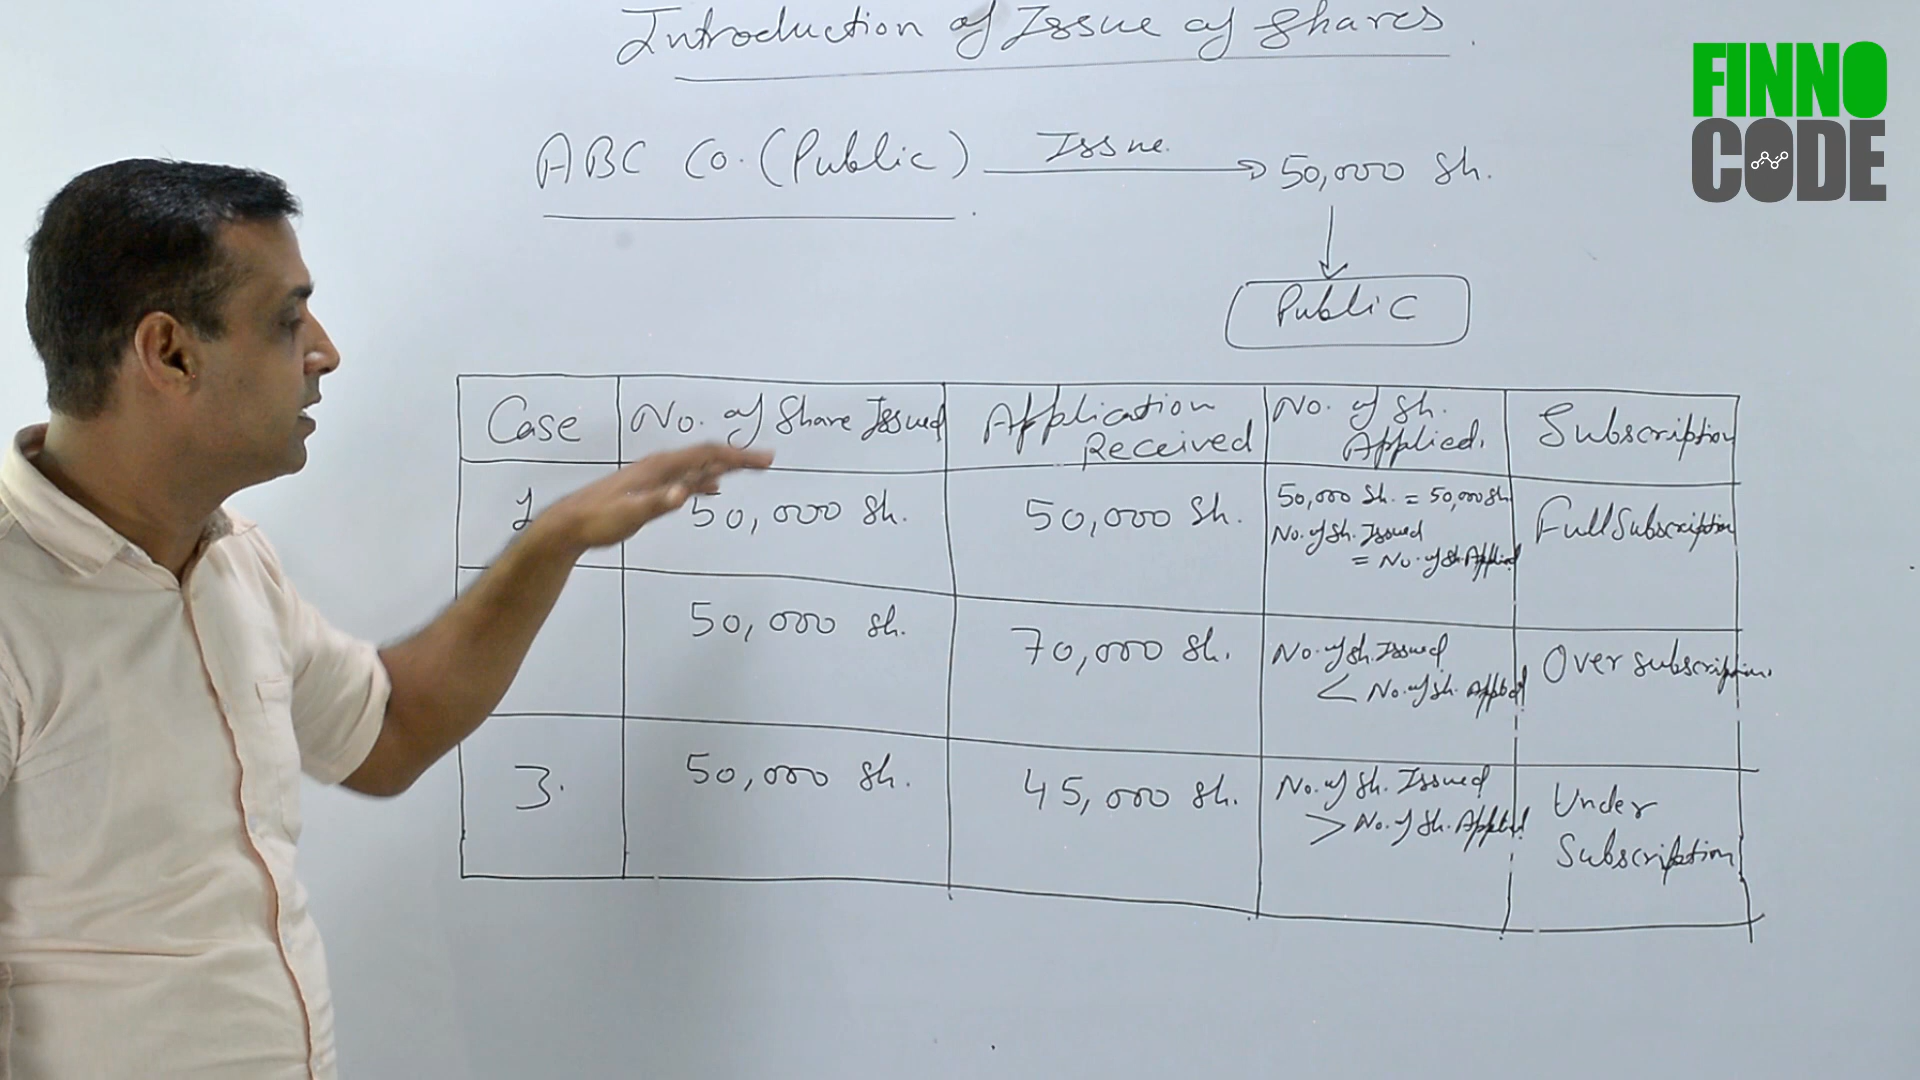 Introduction of Issue of Shares.
FINNO
CODE
ABC Co. (Public) Issue. 50,000 Sh.
Public
Case No. of Share Issued Application Received No. of Sh. Applied. Subscription
1 50,000 Sh. 50,000 Sh. 50,000 Sh. = 50,000 Sh
No. of Sh. Issued
= No. of Sh. Applied
Full Subscription
50,000 Sh. 70,000 Sh. No. of Sh. Issued
< No. of Sh. Applied
Over subscription.
3. 50,000 Sh. 45,000 Sh. No. of Sh. Issued
> No. of Sh. Applied
Under
Subscription